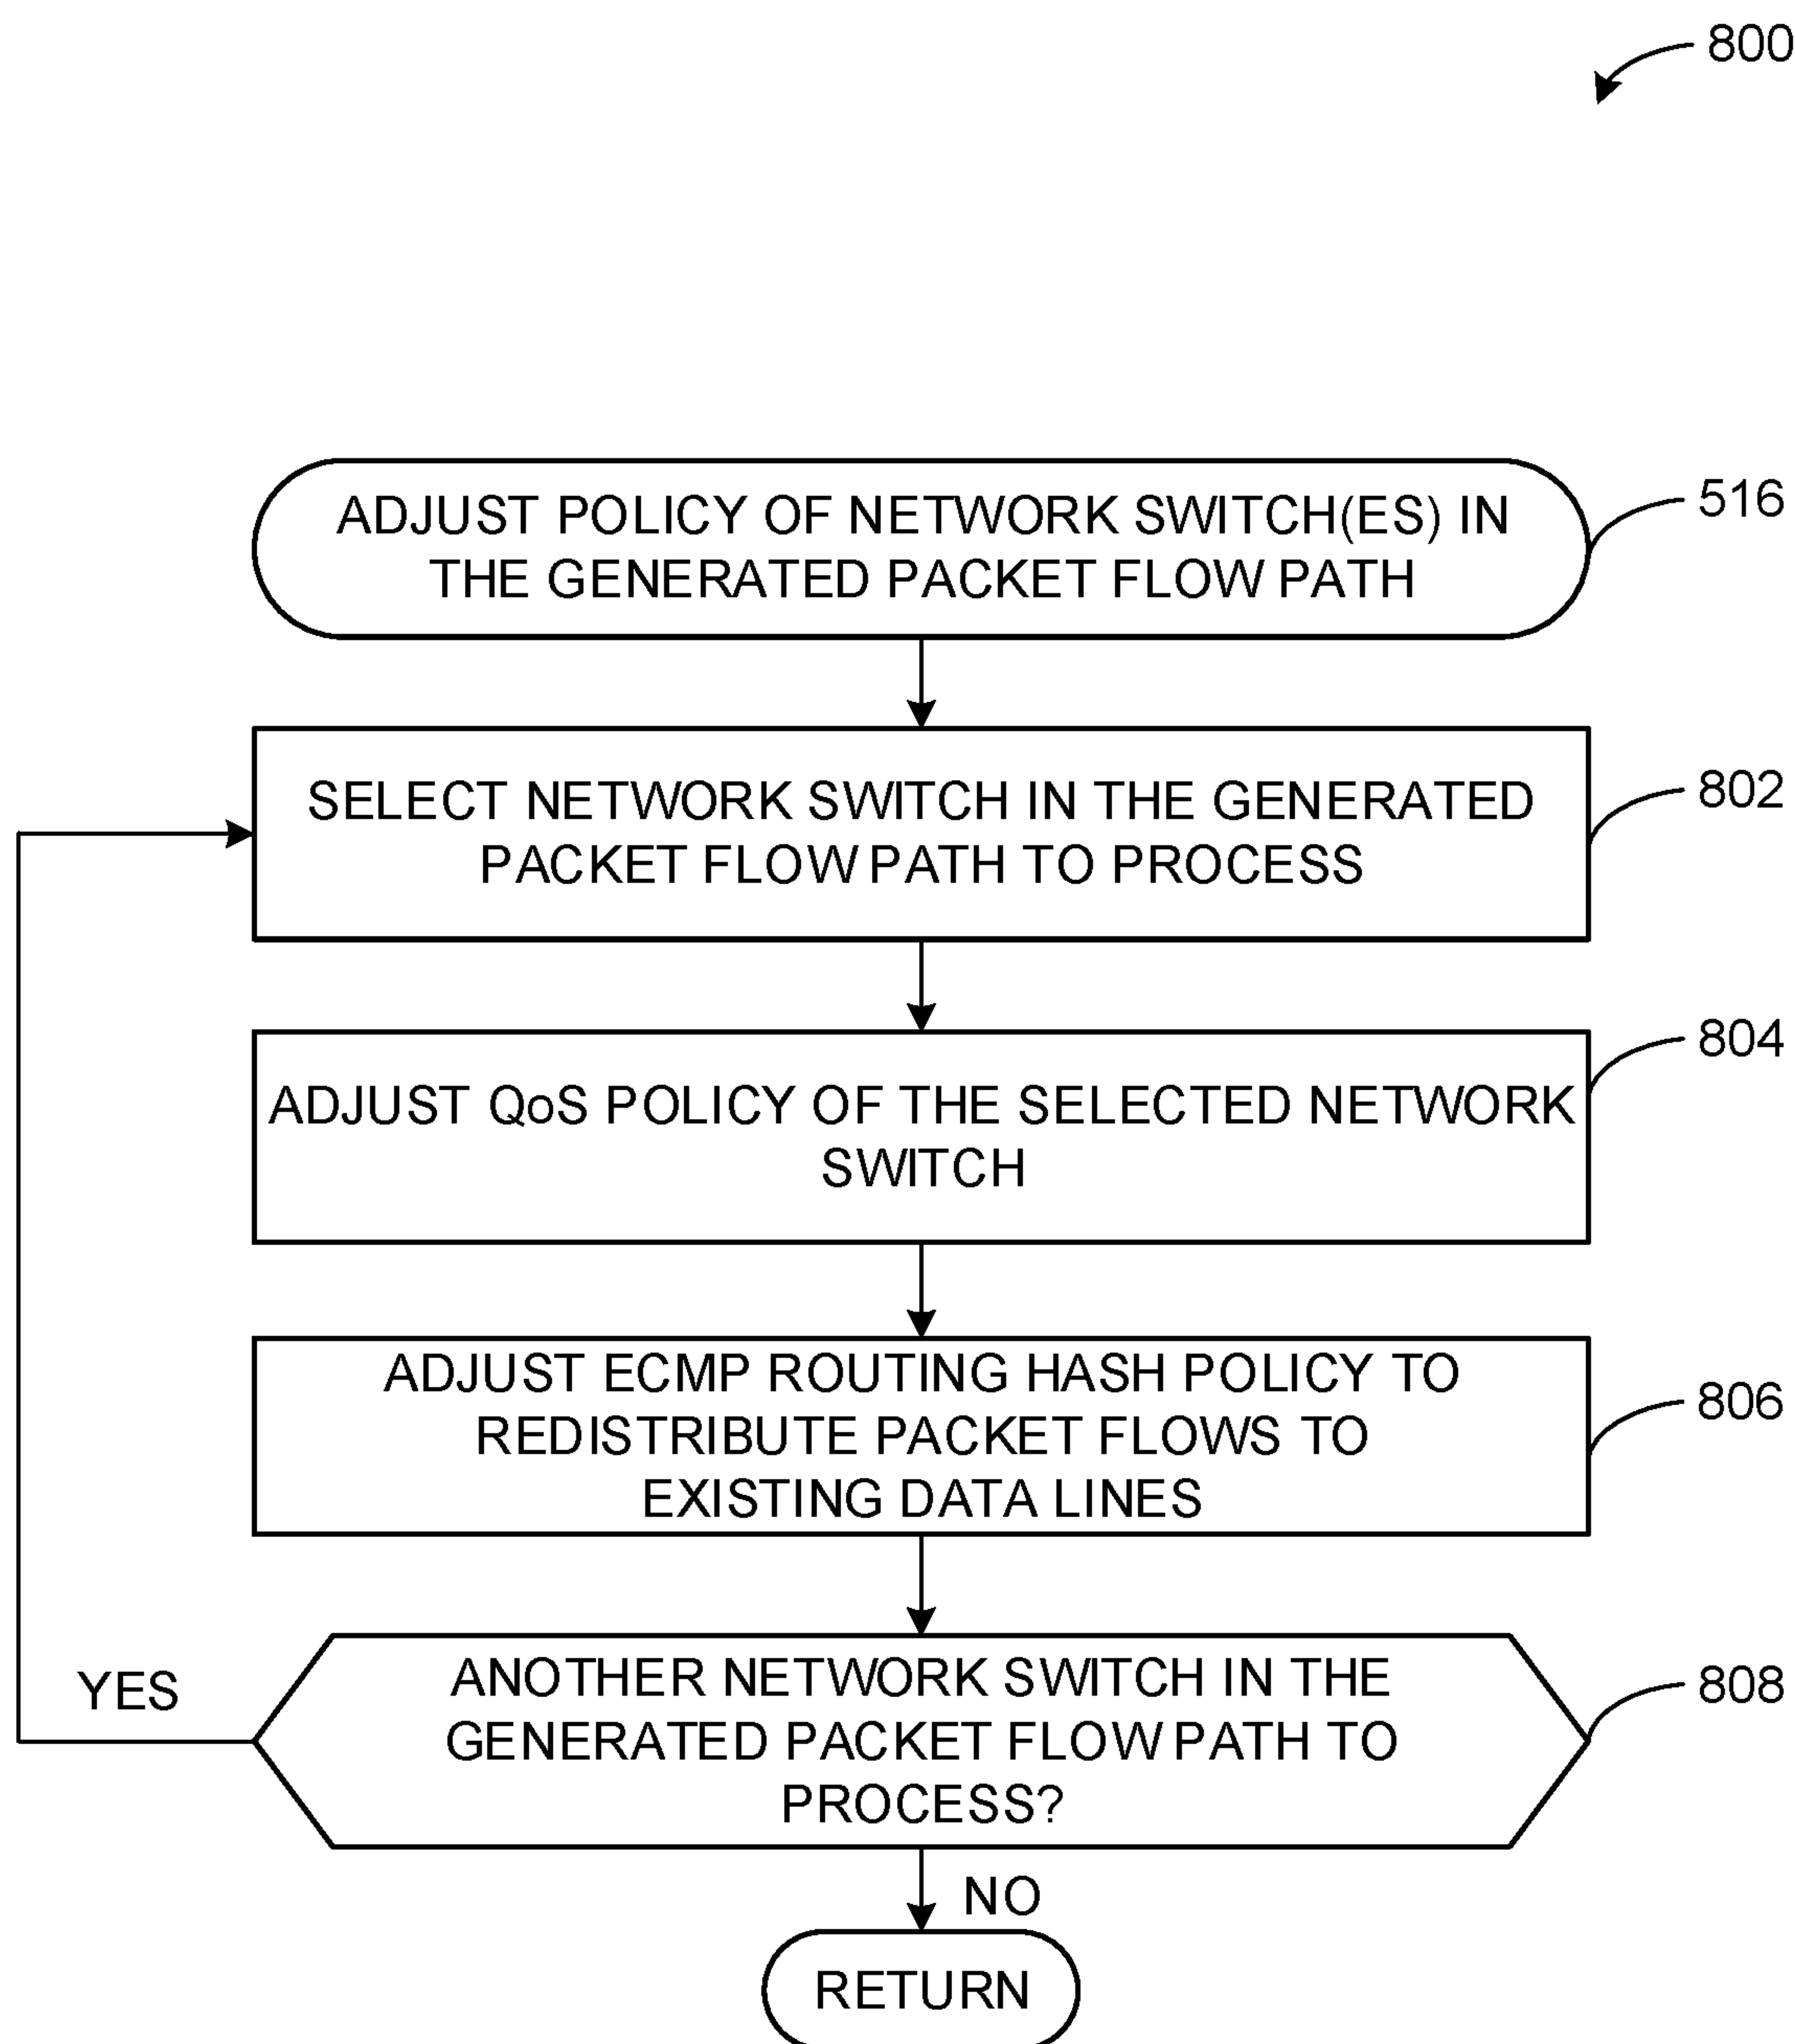 800
ADJUST POLICY OF NETWORK SWITCH(ES) IN
THE GENERATED PACKET FLOW PATH
516
SELECT NETWORK SWITCH IN THE GENERATED
PACKET FLOW PATH TO PROCESS
802
ADJUST QoS POLICY OF THE SELECTED NETWORK
SWITCH
804
ADJUST ECMP ROUTING HASH POLICY TO
REDISTRIBUTE PACKET FLOWS TO
EXISTING DATA LINES
806
ANOTHER NETWORK SWITCH IN THE
GENERATED PACKET FLOW PATH TO
PROCESS?
808
YES
NO
RETURN